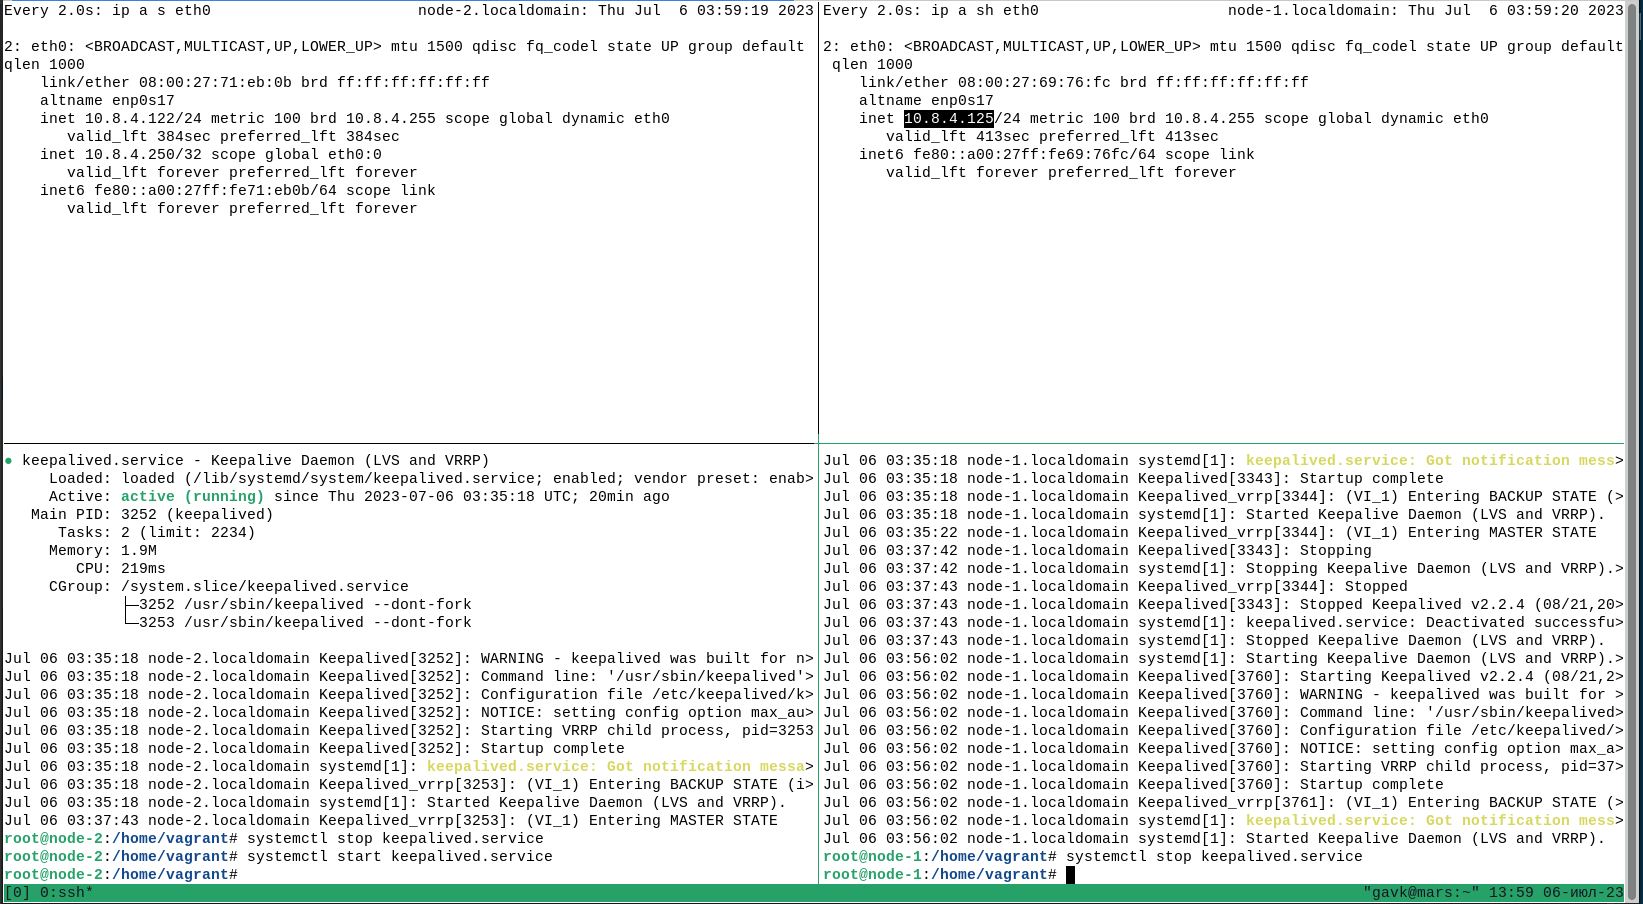 Every 2.0s: ip a s eth0                       node-2.localdomain: Thu Jul  6 03:59:19 2023

2: eth0: <BROADCAST,MULTICAST,UP,LOWER_UP> mtu 1500 qdisc fq_codel state UP group default
qlen 1000
    link/ether 08:00:27:71:eb:0b brd ff:ff:ff:ff:ff:ff
    altname enp0s17
    inet 10.8.4.122/24 metric 100 brd 10.8.4.255 scope global dynamic eth0
       valid_lft 384sec preferred_lft 384sec
    inet 10.8.4.250/32 scope global eth0:0
       valid_lft forever preferred_lft forever
    inet6 fe80::a00:27ff:fe71:eb0b/64 scope link
       valid_lft forever preferred_lft forever
Every 2.0s: ip a sh eth0                     node-1.localdomain: Thu Jul  6 03:59:20 2023

2: eth0: <BROADCAST,MULTICAST,UP,LOWER_UP> mtu 1500 qdisc fq_codel state UP group default
 qlen 1000
    link/ether 08:00:27:69:76:fc brd ff:ff:ff:ff:ff:ff
    altname enp0s17
    inet 10.8.4.125/24 metric 100 brd 10.8.4.255 scope global dynamic eth0
       valid_lft 413sec preferred_lft 413sec
    inet6 fe80::a00:27ff:fe69:76fc/64 scope link
       valid_lft forever preferred_lft forever
● keepalived.service - Keepalive Daemon (LVS and VRRP)
     Loaded: loaded (/lib/systemd/system/keepalived.service; enabled; vendor preset: enab>
     Active: active (running) since Thu 2023-07-06 03:35:18 UTC; 20min ago
   Main PID: 3252 (keepalived)
      Tasks: 2 (limit: 2234)
     Memory: 1.9M
        CPU: 219ms
     CGroup: /system.slice/keepalived.service
             ├─3252 /usr/sbin/keepalived --dont-fork
             └─3253 /usr/sbin/keepalived --dont-fork

Jul 06 03:35:18 node-2.localdomain Keepalived[3252]: WARNING - keepalived was built for n>
Jul 06 03:35:18 node-2.localdomain Keepalived[3252]: Command line: '/usr/sbin/keepalived'>
Jul 06 03:35:18 node-2.localdomain Keepalived[3252]: Configuration file /etc/keepalived/k>
Jul 06 03:35:18 node-2.localdomain Keepalived[3252]: NOTICE: setting config option max_au>
Jul 06 03:35:18 node-2.localdomain Keepalived[3252]: Starting VRRP child process, pid=3253
Jul 06 03:35:18 node-2.localdomain Keepalived[3252]: Startup complete
Jul 06 03:35:18 node-2.localdomain systemd[1]: keepalived.service: Got notification messa>
Jul 06 03:35:18 node-2.localdomain Keepalived_vrrp[3253]: (VI_1) Entering BACKUP STATE (i>
Jul 06 03:35:18 node-2.localdomain systemd[1]: Started Keepalive Daemon (LVS and VRRP).
Jul 06 03:37:43 node-2.localdomain Keepalived_vrrp[3253]: (VI_1) Entering MASTER STATE
root@node-2:/home/vagrant# systemctl stop keepalived.service
root@node-2:/home/vagrant# systemctl start keepalived.service
root@node-2:/home/vagrant#
Jul 06 03:35:18 node-1.localdomain systemd[1]: keepalived.service: Got notification mess>
Jul 06 03:35:18 node-1.localdomain Keepalived[3343]: Startup complete
Jul 06 03:35:18 node-1.localdomain Keepalived_vrrp[3344]: (VI_1) Entering BACKUP STATE (>
Jul 06 03:35:18 node-1.localdomain systemd[1]: Started Keepalive Daemon (LVS and VRRP).
Jul 06 03:35:22 node-1.localdomain Keepalived_vrrp[3344]: (VI_1) Entering MASTER STATE
Jul 06 03:37:42 node-1.localdomain Keepalived[3343]: Stopping
Jul 06 03:37:42 node-1.localdomain systemd[1]: Stopping Keepalive Daemon (LVS and VRRP).>
Jul 06 03:37:43 node-1.localdomain Keepalived_vrrp[3344]: Stopped
Jul 06 03:37:43 node-1.localdomain Keepalived[3343]: Stopped Keepalived v2.2.4 (08/21,20>
Jul 06 03:37:43 node-1.localdomain systemd[1]: keepalived.service: Deactivated successfu>
Jul 06 03:37:43 node-1.localdomain systemd[1]: Stopped Keepalive Daemon (LVS and VRRP).
Jul 06 03:56:02 node-1.localdomain systemd[1]: Starting Keepalive Daemon (LVS and VRRP).>
Jul 06 03:56:02 node-1.localdomain Keepalived[3760]: Starting Keepalived v2.2.4 (08/21,2>
Jul 06 03:56:02 node-1.localdomain Keepalived[3760]: WARNING - keepalived was built for >
Jul 06 03:56:02 node-1.localdomain Keepalived[3760]: Command line: '/usr/sbin/keepalived>
Jul 06 03:56:02 node-1.localdomain Keepalived[3760]: Configuration file /etc/keepalived/>
Jul 06 03:56:02 node-1.localdomain Keepalived[3760]: NOTICE: setting config option max_a>
Jul 06 03:56:02 node-1.localdomain Keepalived[3760]: Starting VRRP child process, pid=37>
Jul 06 03:56:02 node-1.localdomain Keepalived[3760]: Startup complete
Jul 06 03:56:02 node-1.localdomain Keepalived_vrrp[3761]: (VI_1) Entering BACKUP STATE (>
Jul 06 03:56:02 node-1.localdomain systemd[1]: keepalived.service: Got notification mess>
Jul 06 03:56:02 node-1.localdomain systemd[1]: Started Keepalive Daemon (LVS and VRRP).
root@node-1:/home/vagrant# systemctl stop keepalived.service
root@node-1:/home/vagrant#
[0] 0:ssh*                    "gavk@mars:~" 13:59 06-июл-23